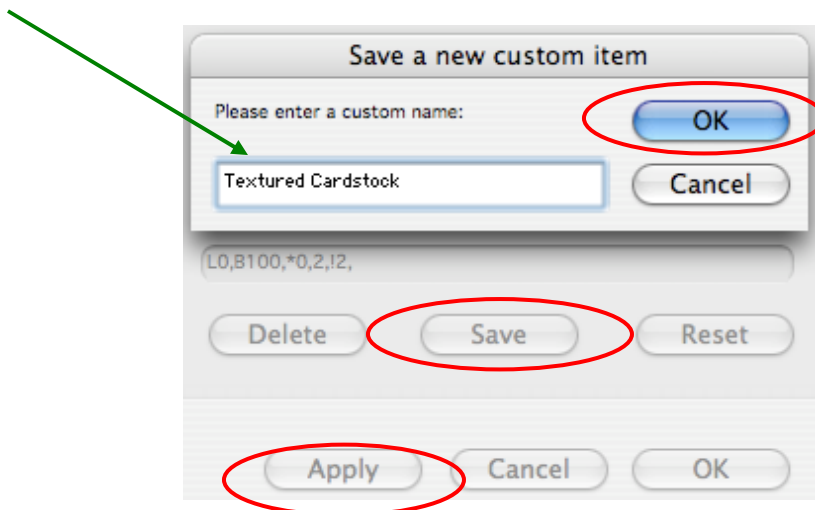 Save a new custom item
Please enter a custom name:
OK
Textured Cardstock
Cancel
L0,B100,*0,2,!2,
Delete Save Reset
Apply Cancel OK